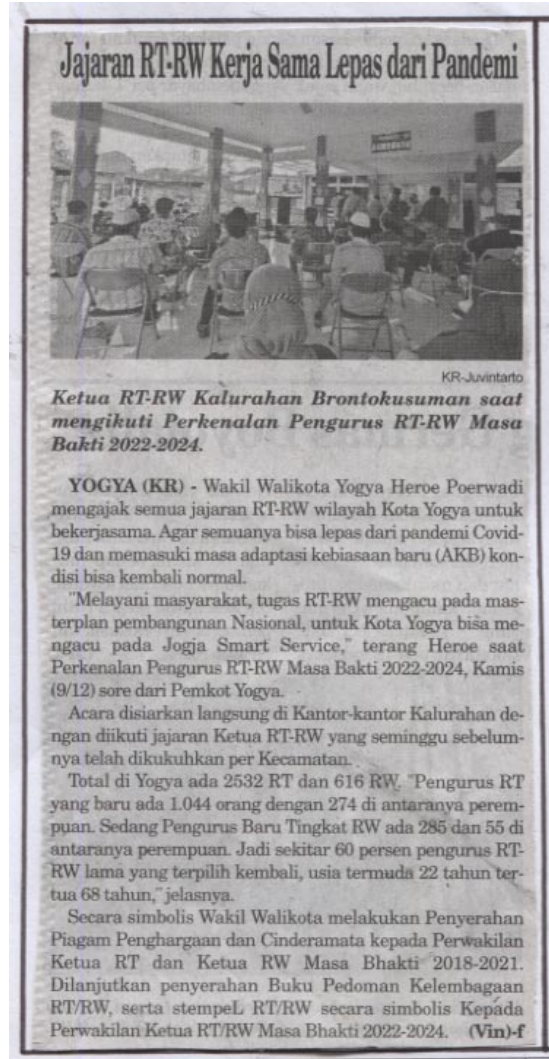 Jajaran RT-RW Kerja Sama Lepas dari Pandemi
KR-Juvintarto
Ketua RT-RW Kalurahan Brontokusuman saat
mengikuti Perkenalan Pengurus RT-RW Masa
Bakti 2022-2024.
YOGYA (KR) - Wakil Walikota Yogya Heroe Poerwadi
mengajak semua jajaran RT-RW wilayah Kota Yogya untuk
bekerjasama. Agar semuanya bisa lepas dari pandemi Covid-
19 dan memasuki masa adaptasi kebiasaan baru (AKB) kon-
disi bisa kembali normal.
"Melayani masyarakat, tugas RT-RW mengacu pada mas-
terplan pembangunan Nasional, untuk Kota Yogya bisa me-
ngacu pada Jogja Smart Service," terang Heroe saat
Perkenalan Pengurus RT-RW Masa Bakti 2022-2024, Kamis
(9/12) sore dari Pemkot Yogya.
Acara disiarkan langsung di Kantor-kantor Kalurahan de-
ngan diikuti jajaran Ketua RT-RW yang seminggu sebelum-
nya telah dikukuhkan per Kecamatan.
Total di Yogya ada 2532 RT dan 616 RW. "Pengurus RT
yang baru ada 1.044 orang dengan 274 di antaranya perem-
puan. Sedang Pengurus Baru Tingkat RW ada 285 dan 55 di
antaranya perempuan. Jadi sekitar 60 persen pengurus RT-
RW lama yang terpilih kembali, usia termuda 22 tahun ter-
tua 68 tahun," jelasnya.
Secara simbolis Wakil Walikota melakukan Penyerahan
Piagam Penghargaan dan Cinderamata kepada Perwakilan
Ketua RT dan Ketua RW Masa Bhakti 2018-2021.
Dilanjutkan penyerahan Buku Pedoman Kelembagaan
RT/RW, serta stempeL RT/RW secara simbolis Kepada
Perwakilan Ketua RT/RW Masa Bhakti 2022-2024. (Vin)-f